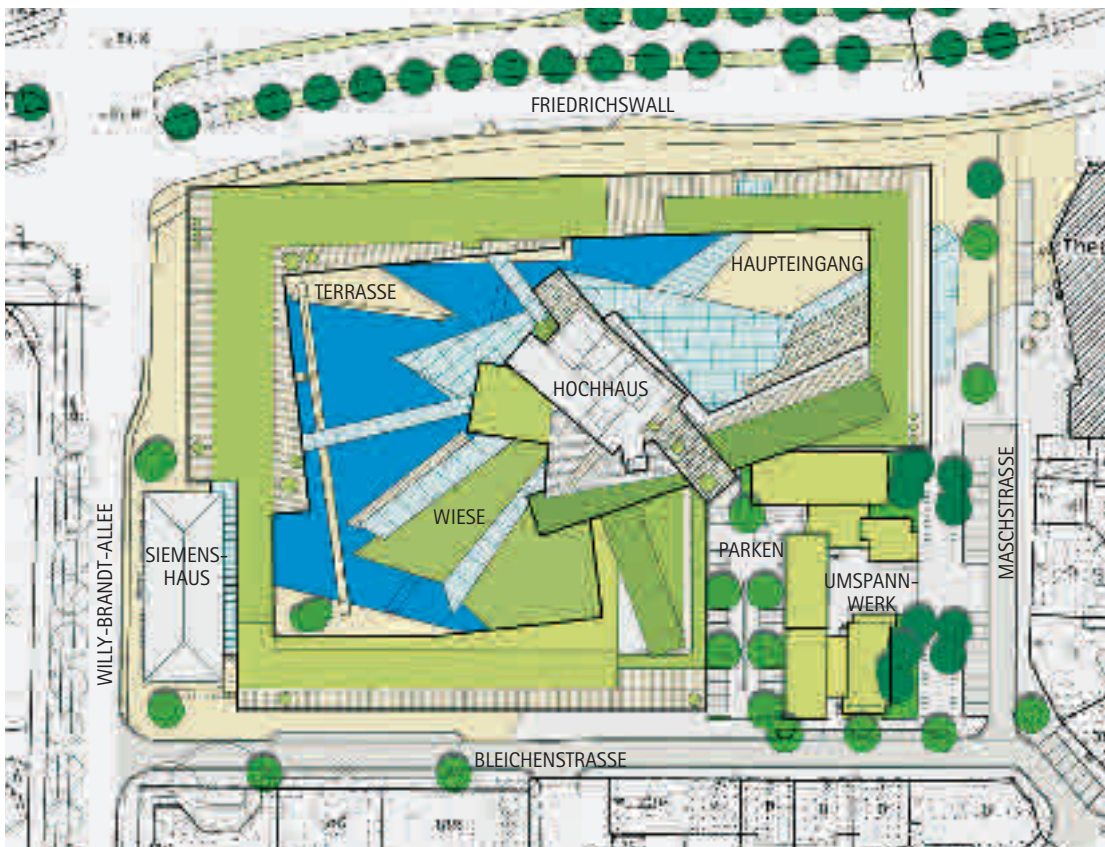 FRIEDRICHSWALL
HAUPTEINGANG
TERRASSE
HOCHHAUS
WIESE
PARKEN
SIEMENS-
HAUS
UMSPANN-
WERK
WILLY-BRANDT-ALLEE
MASCHSTRASSE
BLEICHENSTRASSE